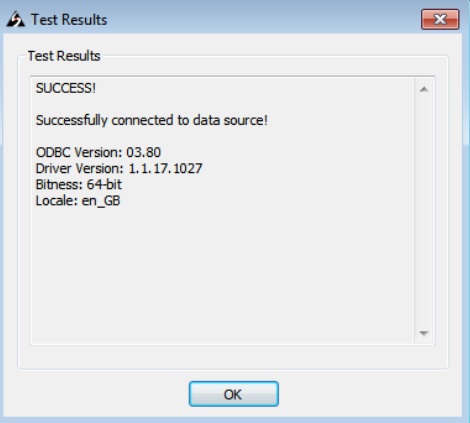 Test Results
Test Results
SUCCESS!
Successfully connected to data source!
ODBC Version: 03.80
Driver Version: 1.1.17.1027
Bitness: 64-bit
Locale: en_GB
OK